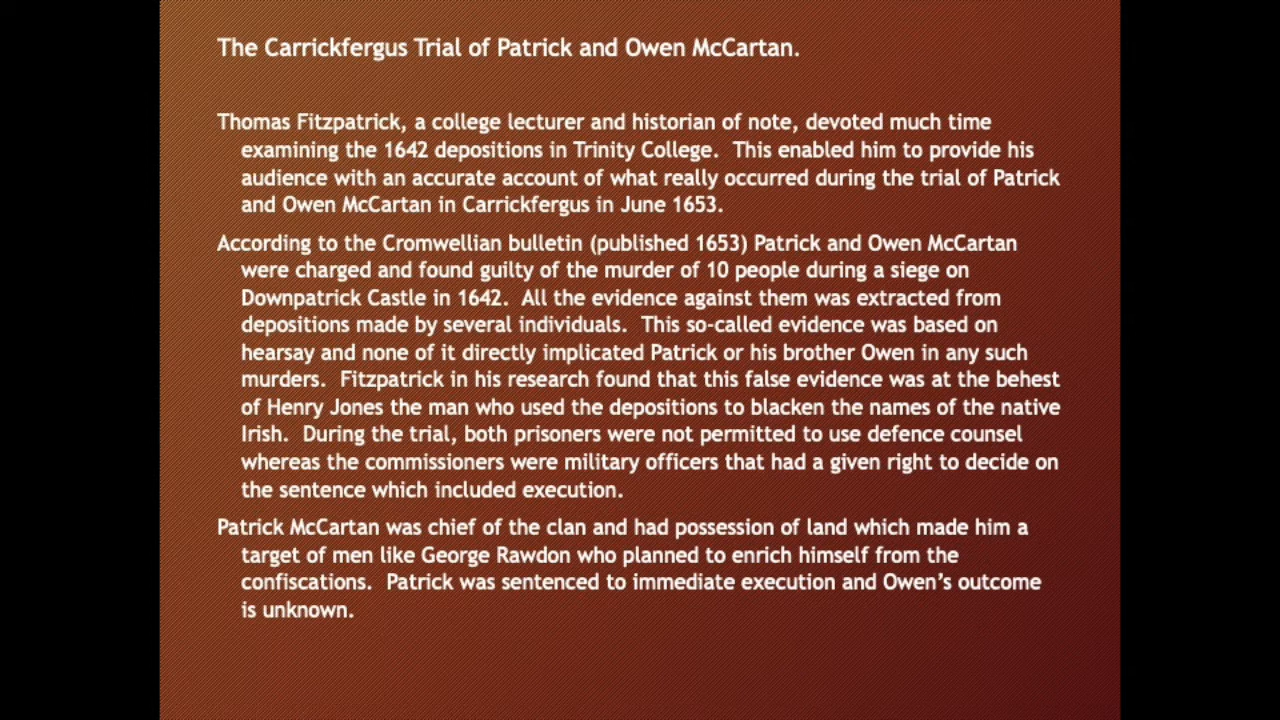 The Carrickfergus Trial of Patrick and Owen McCartan.
Thomas Fitzpatrick, a college lecturer and historian of note, devoted much time
examining the 1642 depositions in Trinity College.  This enabled him to provide his
audience with an accurate account of what really occurred during the trial of Patrick
and Owen McCartan in Carrickfergus in June 1653.
According to the Cromwellian bulletin (published 1653) Patrick and Owen McCartan
were charged and found guilty of the murder of 10 people during a siege on
Downpatrick Castle in 1642.  All the evidence against them was extracted from
depositions made by several individuals.  This so-called evidence was based on
hearsay and none of it directly implicated Patrick or his brother Owen in any such
murders.  Fitzpatrick in his research found that this false evidence was at the behest
of Henry Jones the man who used the depositions to blacken the names of the native
Irish.  During the trial, both prisoners were not permitted to use defence counsel
whereas the commissioners were military officers that had a given right to decide on
the sentence which included execution.
Patrick McCartan was chief of the clan and had possession of land which made him a
target of men like George Rawdon who planned to enrich himself from the
confiscations.  Patrick was sentenced to immediate execution and Owen’s outcome
is unknown.